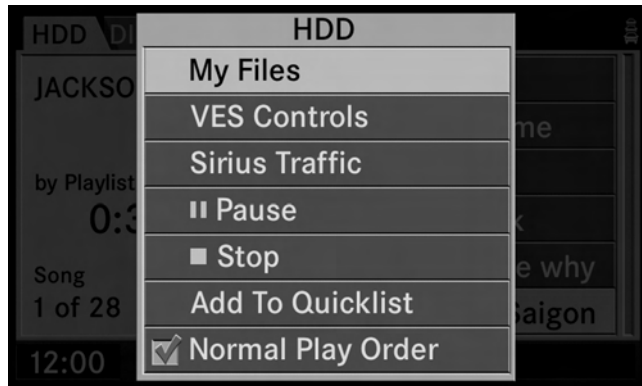 HDD
HDD DI
My Files
JACKSO
VES Controls
me
Sirius Traffic
by Playlist
0:3
Pause
k
Stop
e why
Song
1 of 28
Add To Quicklist
Saigon
Normal Play Order
12:00